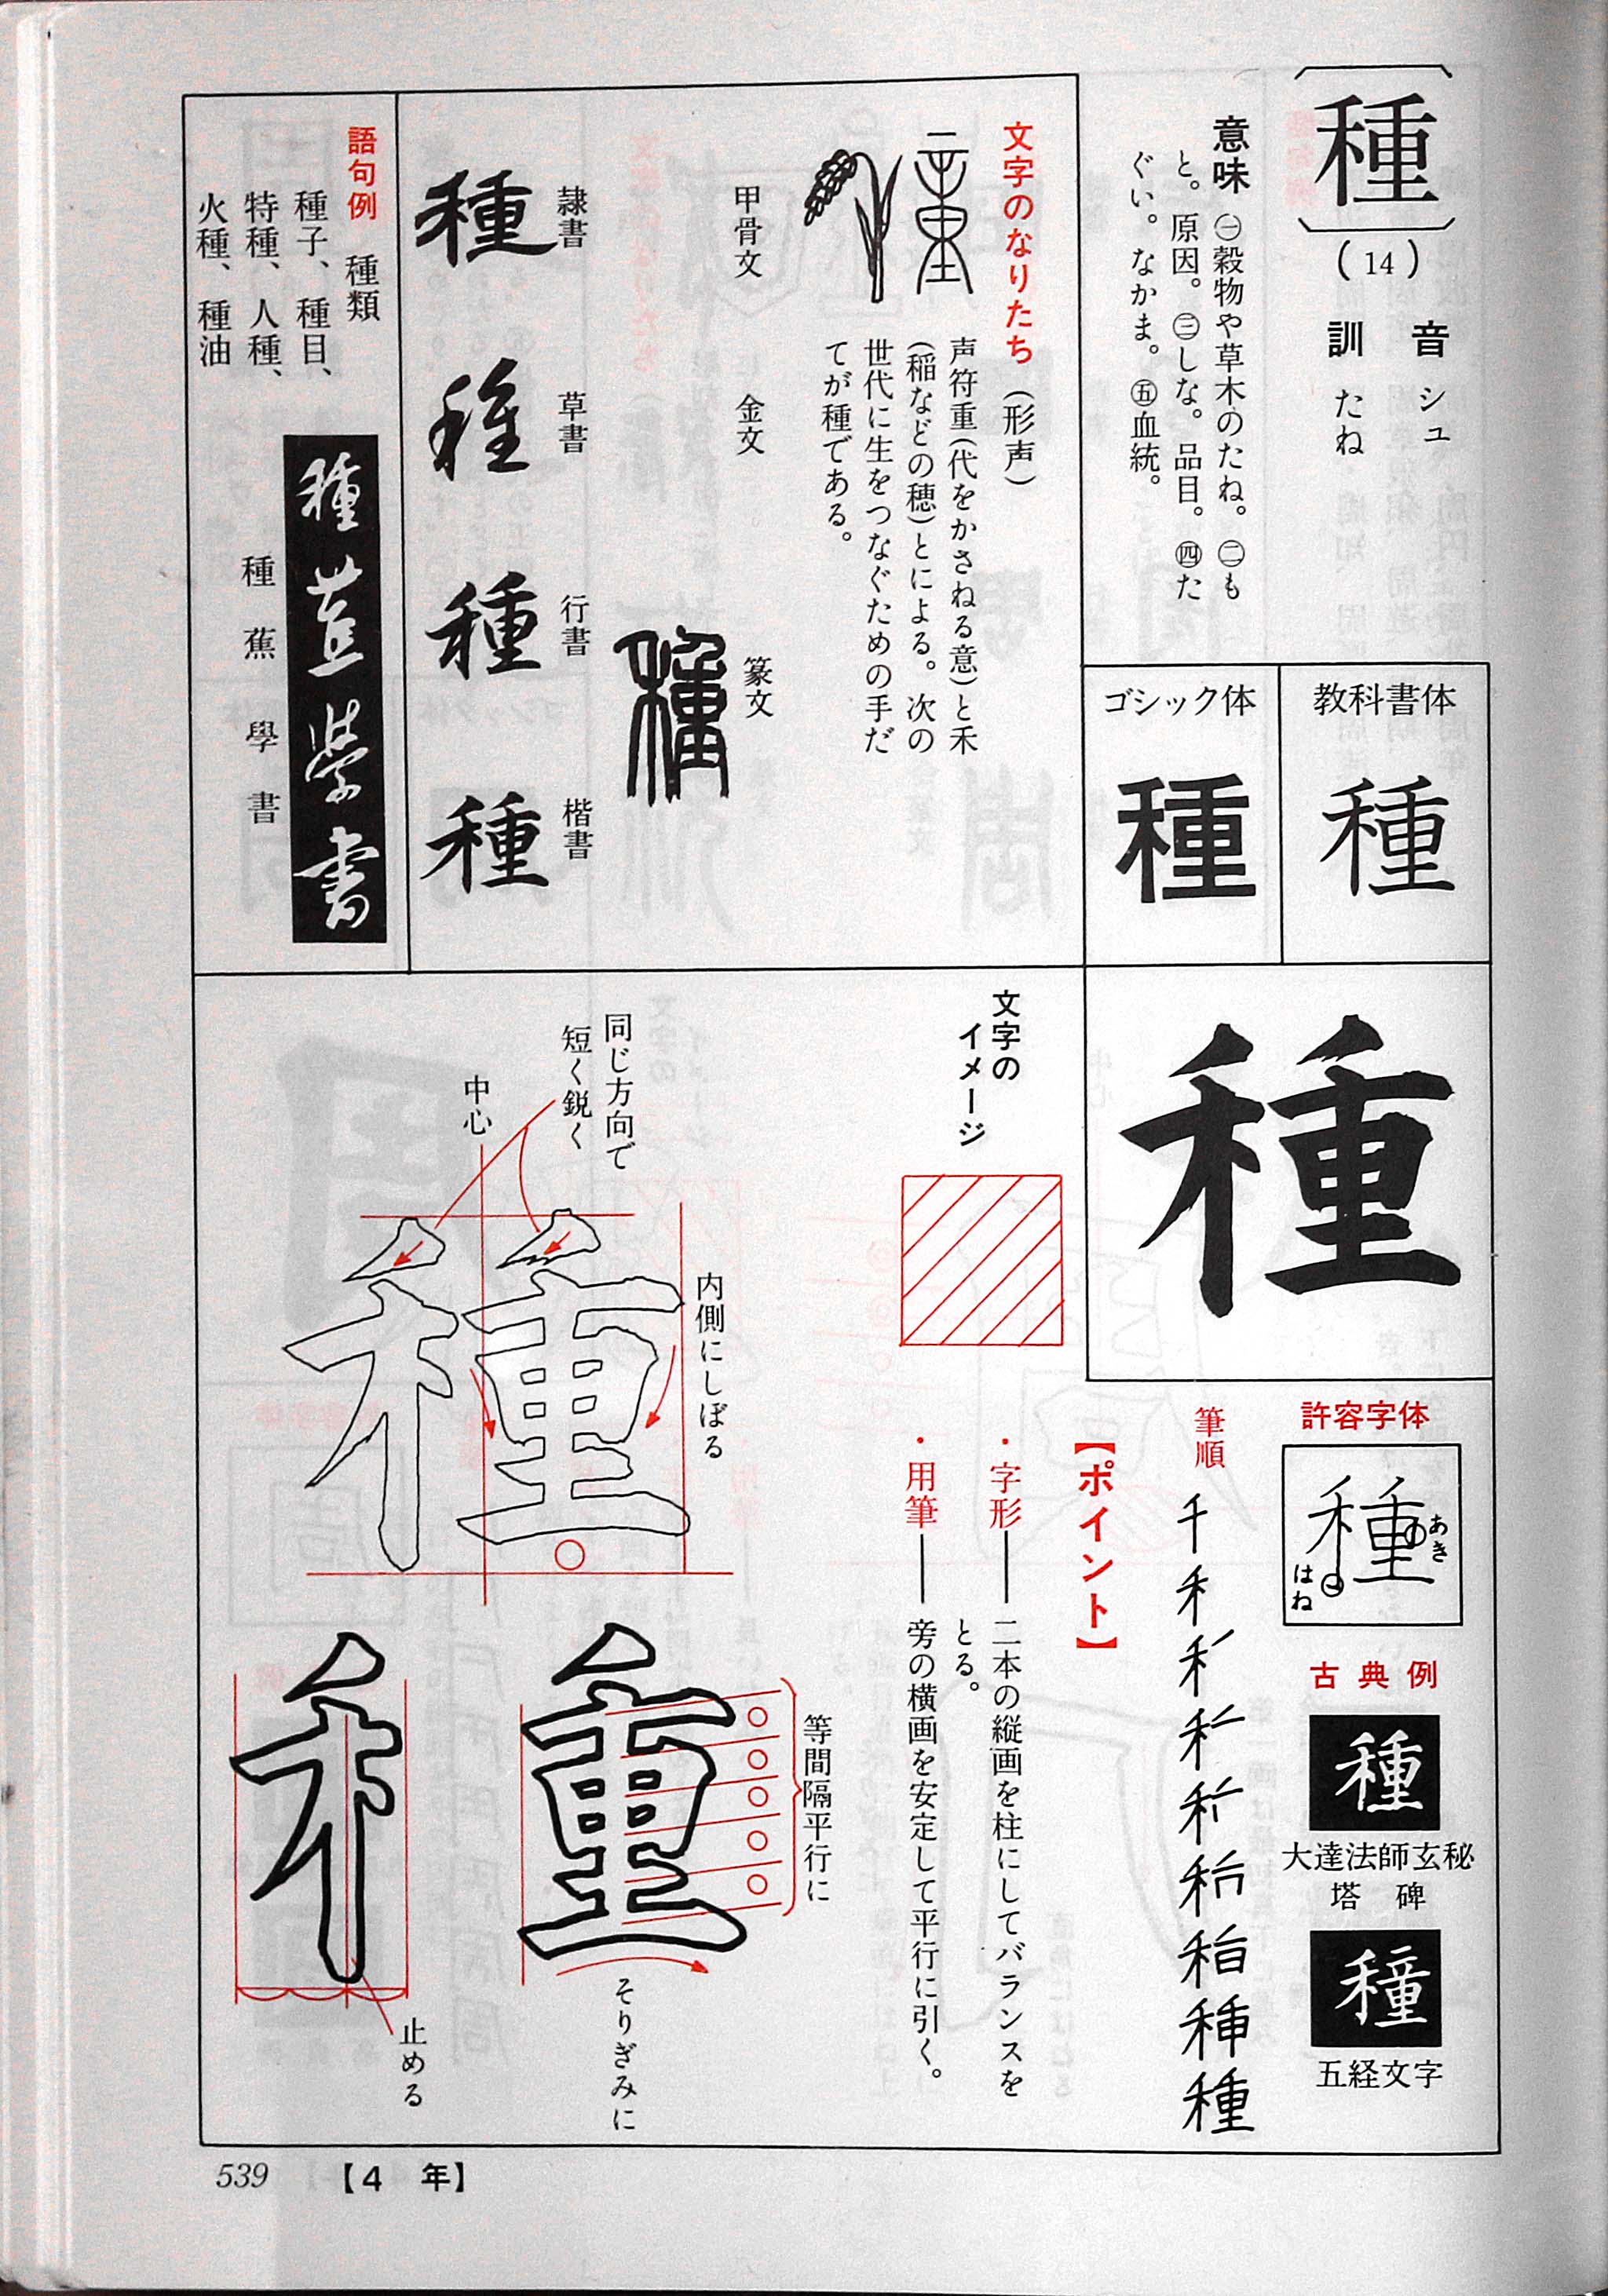 〔種〕
(14)
音 シュ
訓 たね
意味 ㊀穀物や草木のたね。㊁も
と。原因。㊂しな。品目。㊃た
ぐい。なかま。㊄血統。
教科書体
種
ゴシック体
種
種
文字のなりたち (形声)
声符重(代をかさねる意)と禾
(稲などの穂)とによる。次の
世代に生をつなぐための手だ
てが種である。
甲骨文
金文
篆文
種
隷書
種
草書
種
行書
種
楷書
種
語句例 種類
種子、種目、
特種、人種、
火種、種油
種蕉學書
種蕉學書
許容字体
種
あき
はね
古典例
種
大達法師玄秘
塔碑
種
五経文字
筆順
千 禾 種
【ポイント】
・字形——二本の縦画を柱にしてバランスを
とる。
・用筆——旁の横画を安定して平行に引く。
文字の
イメージ
同じ方向で
短く鋭く
中心
内側にしぼる
種
等間隔平行に
重
そりぎみに
禾
止める
539
【4 年】